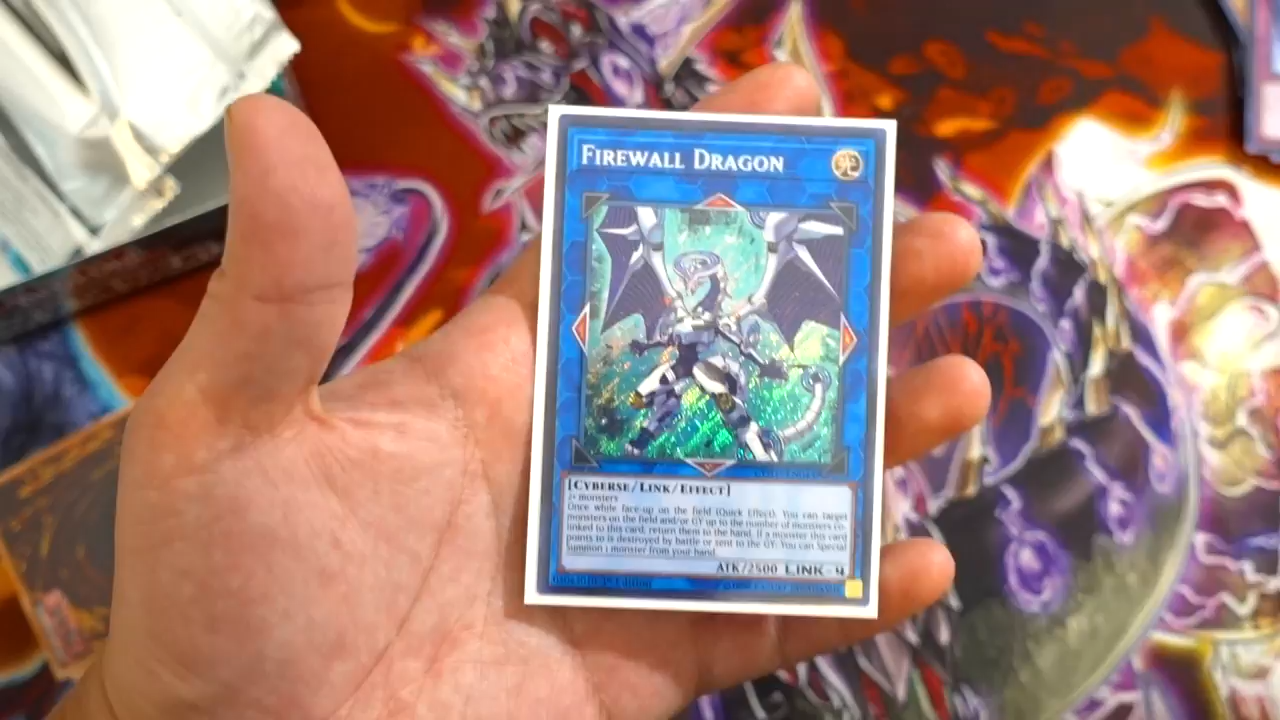 FIREWALL DRAGON
[CYBERSE/LINK/EFFECT]
2+ monsters
Once while face-up on the field (Quick Effect): You can target
monsters on the field and/or GY up to the number of monsters co-
linked to this card; return them to the hand. If a monster this card
points to is destroyed by battle or sent to the GY: You can Special
Summon 1 monster from your hand.
ATK/2500 LINK-4
Edition